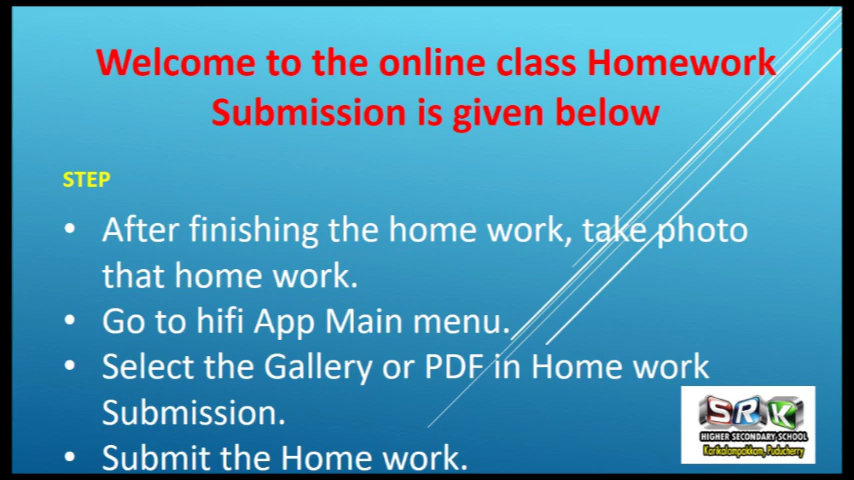 Welcome to the online class Homework
Submission is given below
STEP
• After finishing the home work, take photo
that home work.
• Go to hifi App Main menu.
• Select the Gallery or PDF in Home work
Submission.
• Submit the Home work.
SRK
HIGHER SECONDARY SCHOOL
Karikalampakkam, Puducherry